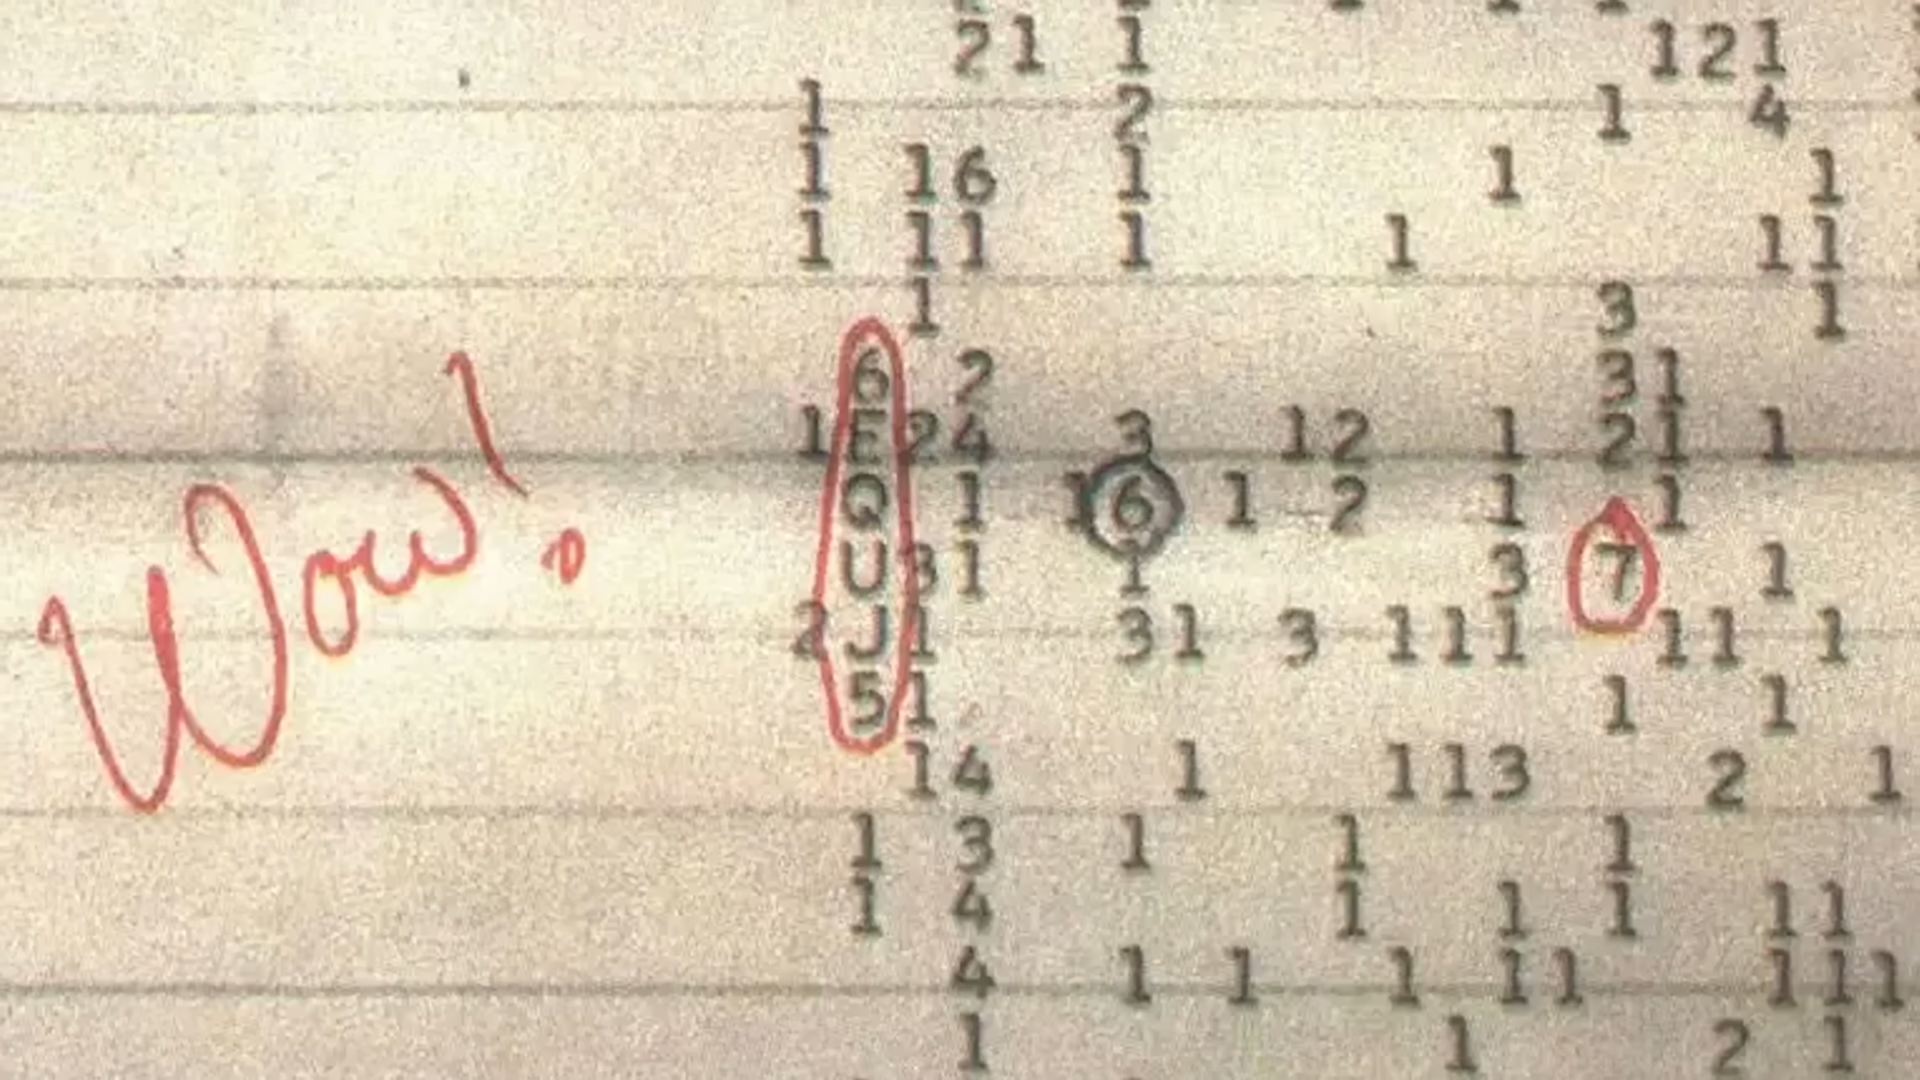 21 1 121
1 2 1 4
1 16 1 1 1
1 11 1 1 11
1 3 1
6 2 31
1E24 3 12 1 21 1
Q 1 16 1 2 1 1
U31 1 3 7 1
2J1 31 3 111 11 1
51 1 1
14 1 113 2 1
1 3 1 1 1
1 4 1 1 1 11
4 1 1 1 11 111
1 1 2 1
Wow!